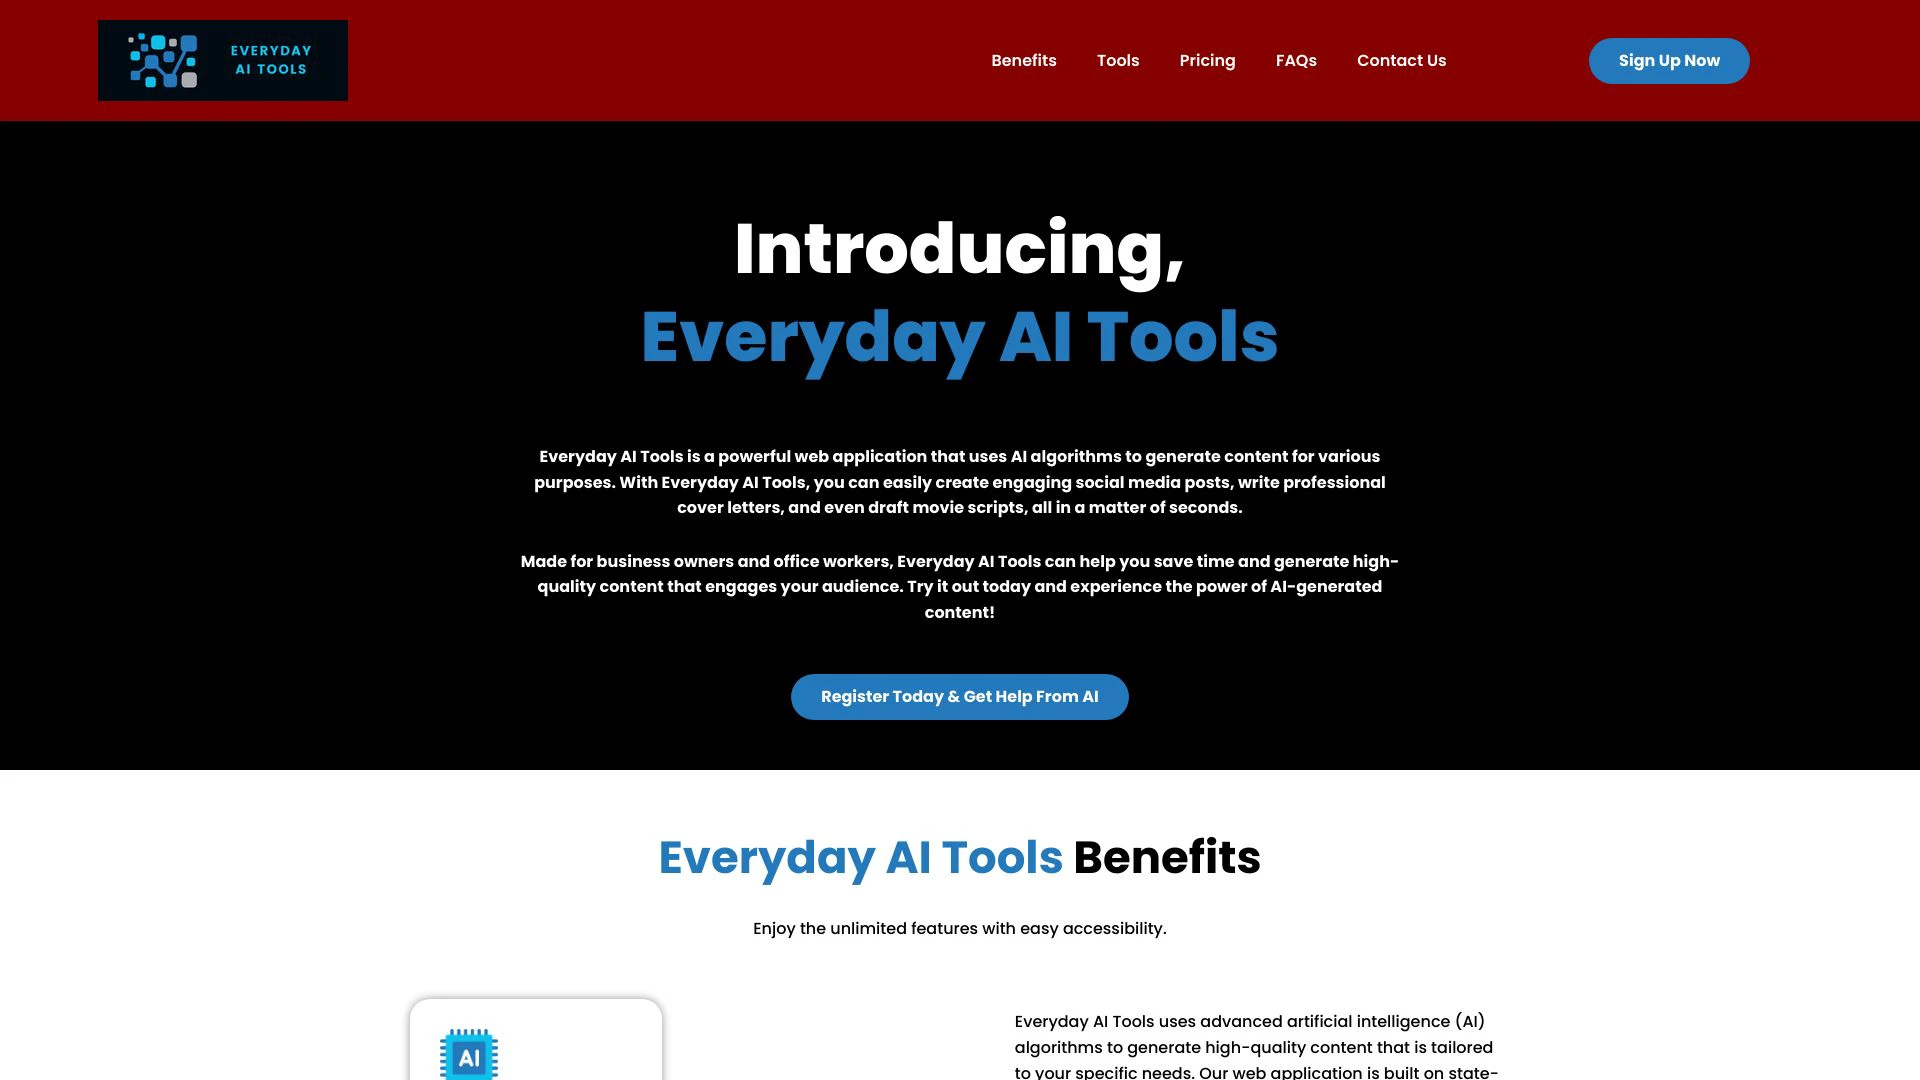 EVERYDAY
AI TOOLS
Benefits
Tools
Pricing
FAQs
Contact Us
Sign Up Now
Introducing,
Everyday AI Tools
Everyday AI Tools is a powerful web application that uses AI algorithms to generate content for various
purposes. With Everyday AI Tools, you can easily create engaging social media posts, write professional
cover letters, and even draft movie scripts, all in a matter of seconds.
Made for business owners and office workers, Everyday AI Tools can help you save time and generate high-
quality content that engages your audience. Try it out today and experience the power of AI-generated
content!
Register Today & Get Help From AI
Everyday AI Tools Benefits
Enjoy the unlimited features with easy accessibility.
AI
Everyday AI Tools uses advanced artificial intelligence (AI)
algorithms to generate high-quality content that is tailored
to your specific needs. Our web application is built on state-